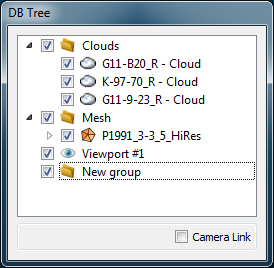 DB Tree
Clouds
G11-B20_R - Cloud
K-97-70_R - Cloud
G11-9-23_R - Cloud
Mesh
P1991_3-3_5_HiRes
Viewport #1
New group
Camera Link